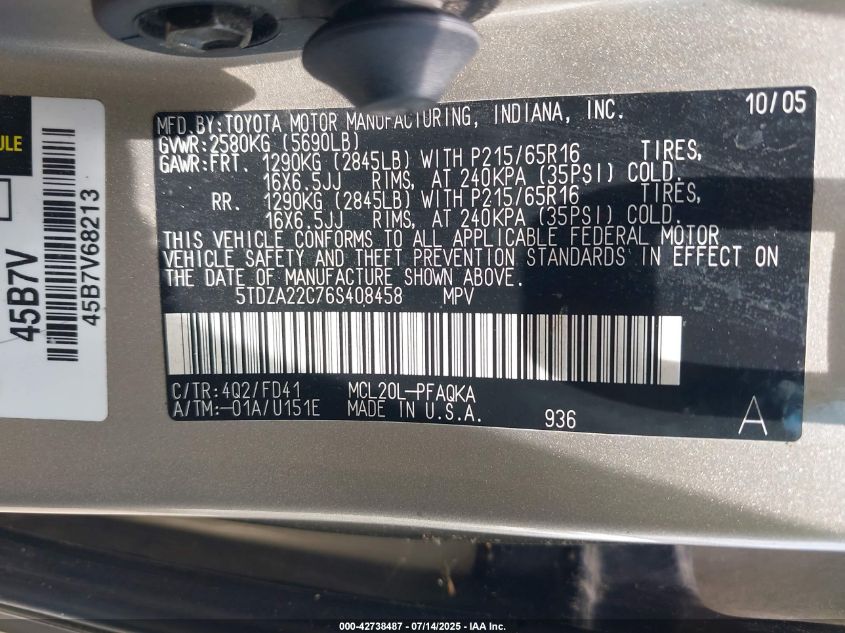 MFD.BY:TOYOTA MOTOR MANUFACTURING, INDIANA, INC. 10/05
GVWR:2580KG (5690LB)
GAWR:FRT. 1290KG (2845LB) WITH P215/65R16 TIRES,
16X6.5JJ RIMS, AT 240KPA (35PSI) COLD.
RR. 1290KG (2845LB) WITH P215/65R16 TIRES,
16X6.5JJ RIMS, AT 240KPA (35PSI) COLD.
THIS VEHICLE CONFORMS TO ALL APPLICABLE FEDERAL MOTOR
VEHICLE SAFETY AND THEFT PREVENTION STANDARDS IN EFFECT ON
THE DATE OF MANUFACTURE SHOWN ABOVE.
5TDZA22C76S408458 MPV
C/TR:4Q2/FD41 MCL20L-PFAQKA
A/TM:-01A/U151E MADE IN U.S.A. 936 A
ULE
45B7V
45B7V68213
000-42738487 - 07/14/2025 - IAA Inc.